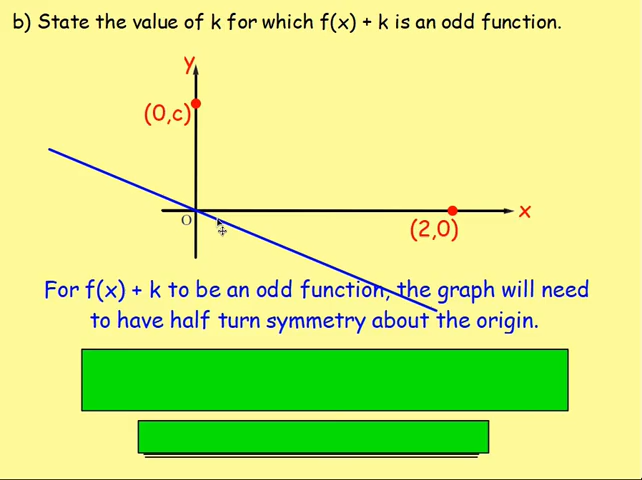 b) State the value of k for which f(x) + k is an odd function.
y
(0,c)
O
x
(2,0)
For f(x) + k to be an odd function, the graph will need
to have half turn symmetry about the origin.